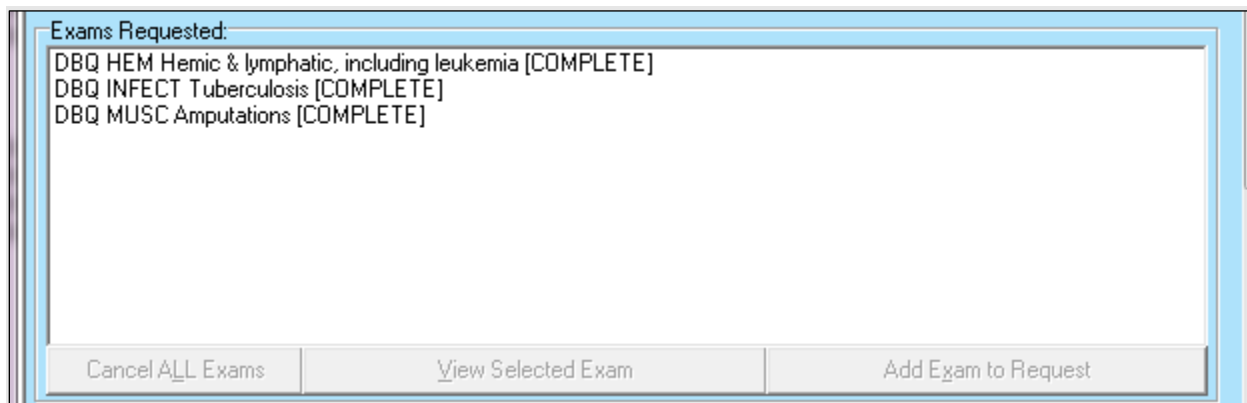 Exams Requested:
DBQ HEM Hemic & lymphatic, including leukemia [COMPLETE]
DBQ INFECT Tuberculosis [COMPLETE]
DBQ MUSC Amputations [COMPLETE]
Cancel ALL Exams View Selected Exam Add Exam to Request